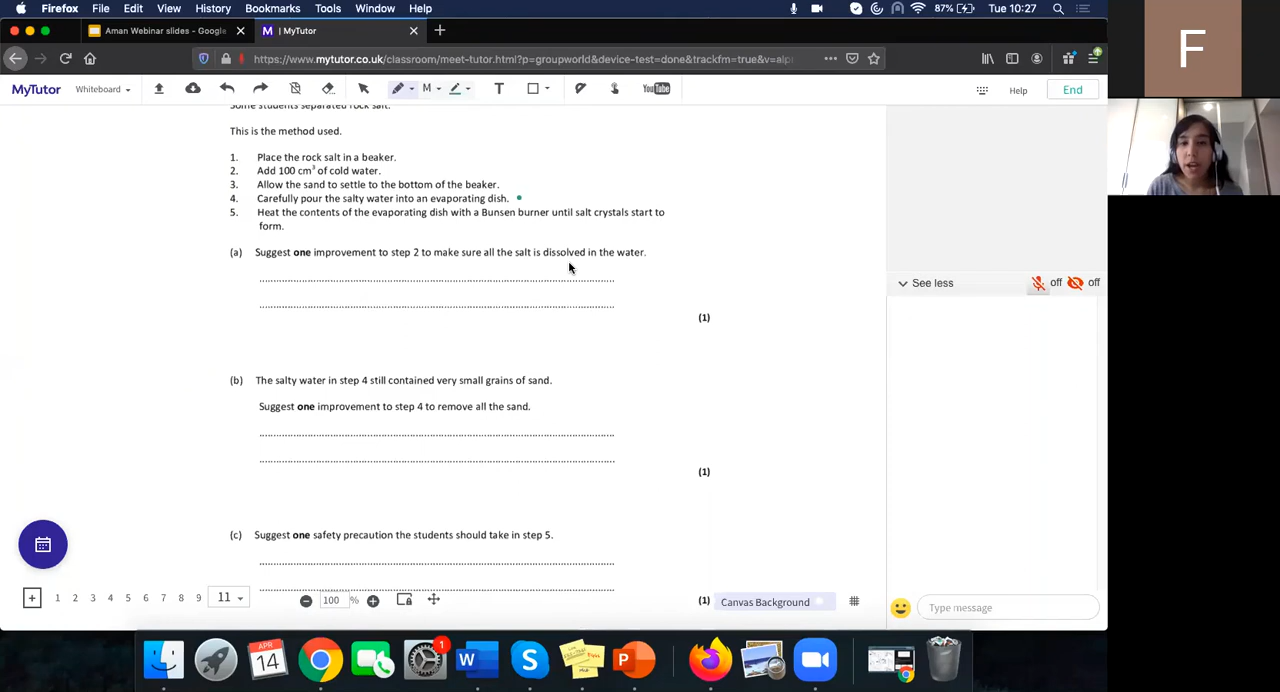 Firefox File Edit View History Bookmarks Tools Window Help 87% Tue 10:27
Aman Webinar slides - Google | MyTutor
https://www.mytutor.co.uk/classroom/meet-tutor.html?p=groupworld&device-test=done&trackfm=true&v=alp
MyTutor Whiteboard M T YouTube Help End
Some students separated rock salt.
This is the method used.
1. Place the rock salt in a beaker.
2. Add 100 cm³ of cold water.
3. Allow the sand to settle to the bottom of the beaker.
4. Carefully pour the salty water into an evaporating dish.
5. Heat the contents of the evaporating dish with a Bunsen burner until salt crystals start to
form.
(a) Suggest one improvement to step 2 to make sure all the salt is dissolved in the water.
(1)
(b) The salty water in step 4 still contained very small grains of sand.
Suggest one improvement to step 4 to remove all the sand.
(1)
(c) Suggest one safety precaution the students should take in step 5.
(1)
See less off off
1 2 3 4 5 6 7 8 9 11 100 % Canvas Background
Type message
APR
14
1
W
S
P
F